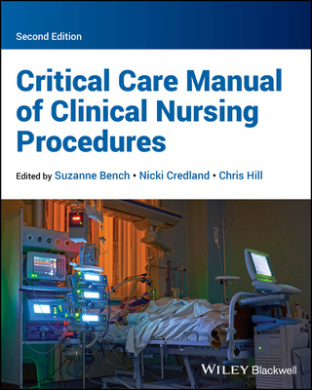 Second Edition
Critical Care Manual
of Clinical Nursing
Procedures
Edited by Suzanne Bench • Nicki Credland • Chris Hill
WILEY Blackwell